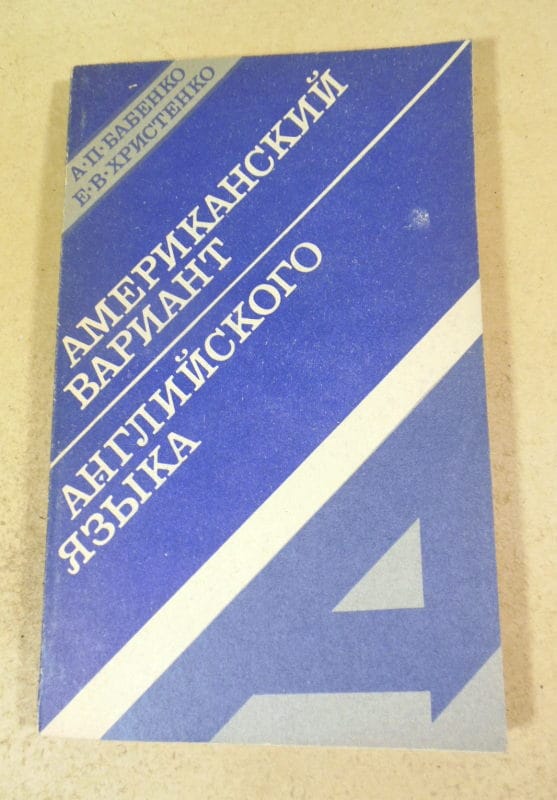 А·П·БАБЕНКО
Е·В·ХРИСТЕНКО
АМЕРИКАНСКИЙ
ВАРИАНТ
АНГЛИЙСКОГО
ЯЗЫКА